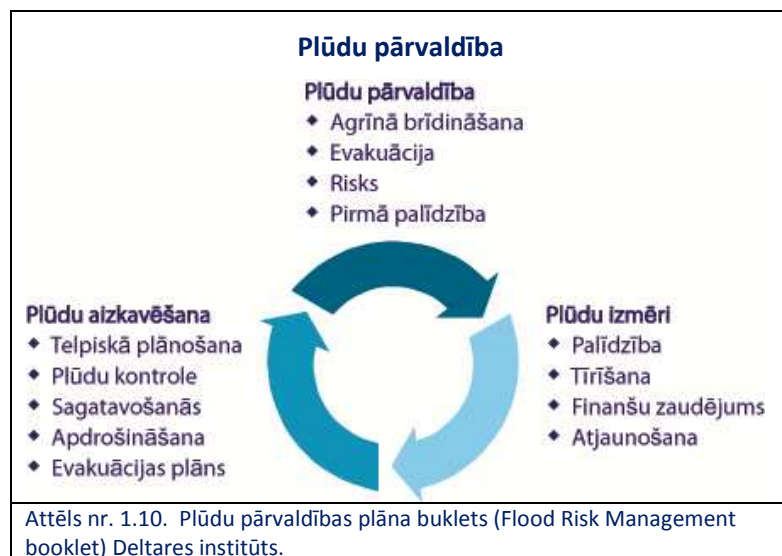 Plūdu pārvaldība
Plūdu pārvaldība
◆ Agrīnā brīdināšana
◆ Evakuācija
◆ Risks
◆ Pirmā palīdzība
Plūdu aizkavēšana
◆ Telpiskā plānošana
◆ Plūdu kontrole
◆ Sagatavošanās
◆ Apdrošināšana
◆ Evakuācijas plāns
Plūdu izmēri
◆ Palīdzība
◆ Tīrīšana
◆ Finanšu zaudējums
◆ Atjaunošana
Attēls nr. 1.10. Plūdu pārvaldības plāna buklets (Flood Risk Management
booklet) Deltares institūts.